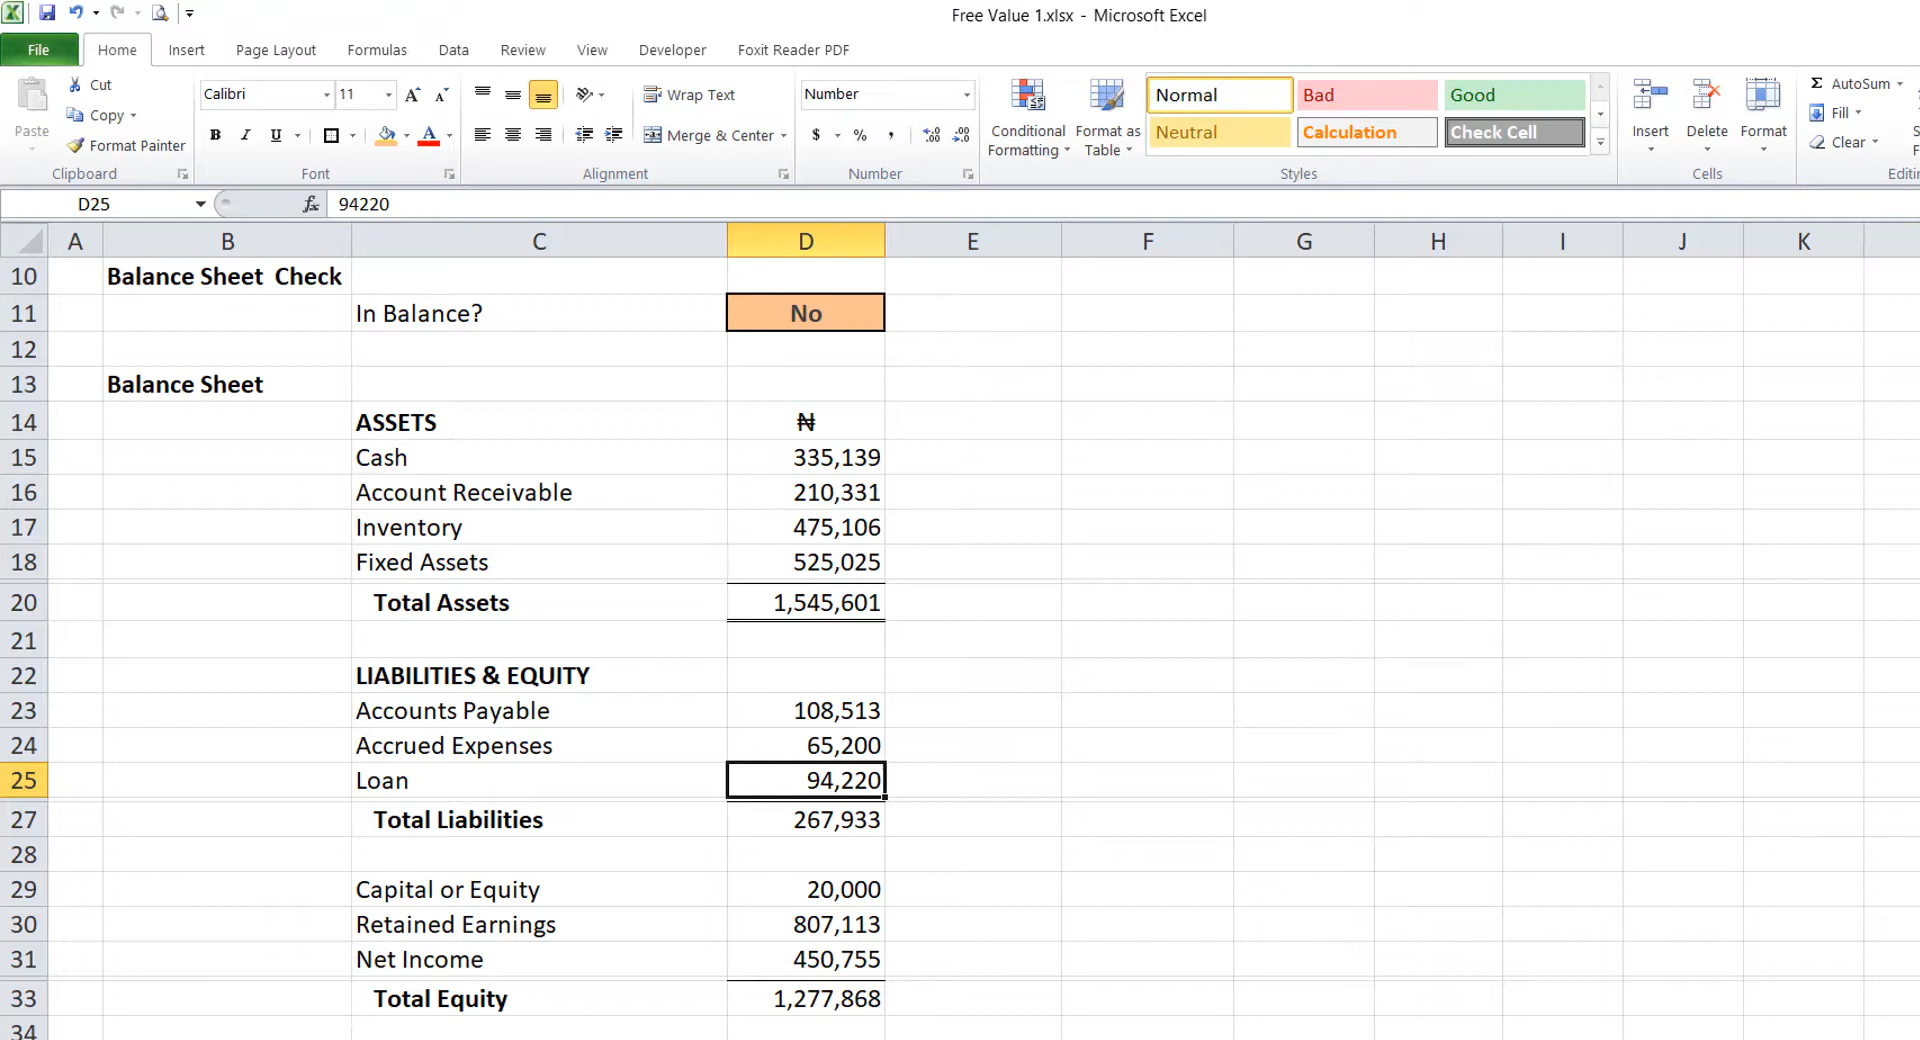 Free Value 1.xlsx - Microsoft Excel
File Home Insert Page Layout Formulas Data Review View Developer Foxit Reader PDF
Paste
Cut
Copy
Format Painter
Clipboard
Calibri 11
B I U
Font
Wrap Text
Merge & Center
Alignment
Number
$ % ,
Number
Conditional Formatting
Format as Table
Normal Bad Good
Neutral Calculation Check Cell
Styles
Insert Delete Format
Cells
Σ AutoSum
Fill
Clear
D25 fx 94220
A B C D E F G H I J K
10 Balance Sheet Check
11 In Balance? No
12
13 Balance Sheet
14 ASSETS ₦
15 Cash 335,139
16 Account Receivable 210,331
17 Inventory 475,106
18 Fixed Assets 525,025
20 Total Assets 1,545,601
21
22 LIABILITIES & EQUITY
23 Accounts Payable 108,513
24 Accrued Expenses 65,200
25 Loan 94,220
27 Total Liabilities 267,933
28
29 Capital or Equity 20,000
30 Retained Earnings 807,113
31 Net Income 450,755
33 Total Equity 1,277,868
34